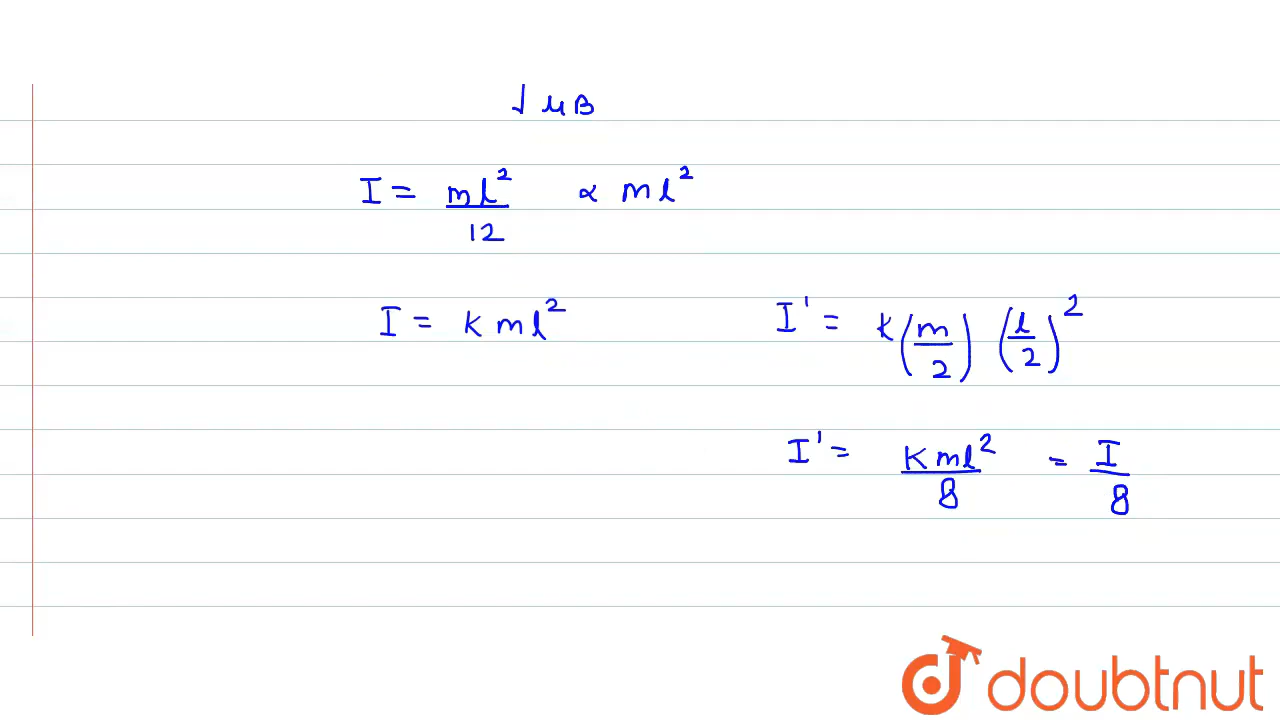 √μB
I = ml²/12 ∝ ml²
I = K ml²
I' = K(m/2) (l/2)²
I' = Kml²/8 = I/8
doubtnut